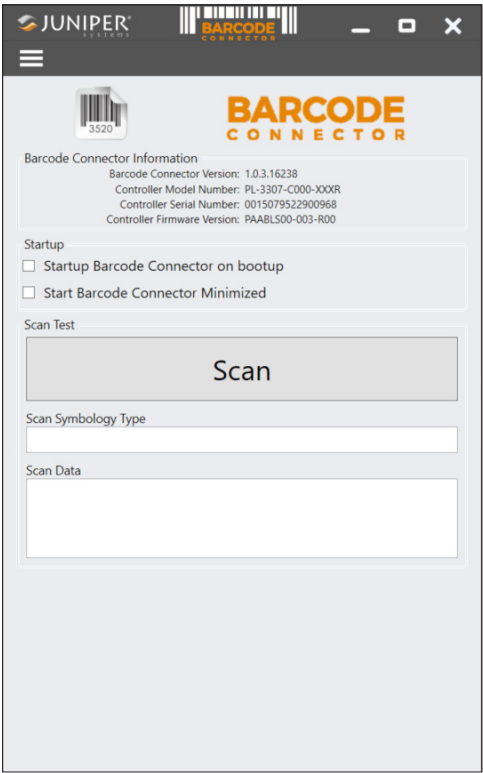 JUNIPER®
systems
BARCODE
CONNECTOR
3520
BARCODE
CONNECTOR
Barcode Connector Information
Barcode Connector Version: 1.0.3.16238
Controller Model Number: PL-3307-C000-XXXR
Controller Serial Number: 0015079522900968
Controller Firmware Version: PAABLS00-003-R00
Startup
Startup Barcode Connector on bootup
Start Barcode Connector Minimized
Scan Test
Scan
Scan Symbology Type
Scan Data